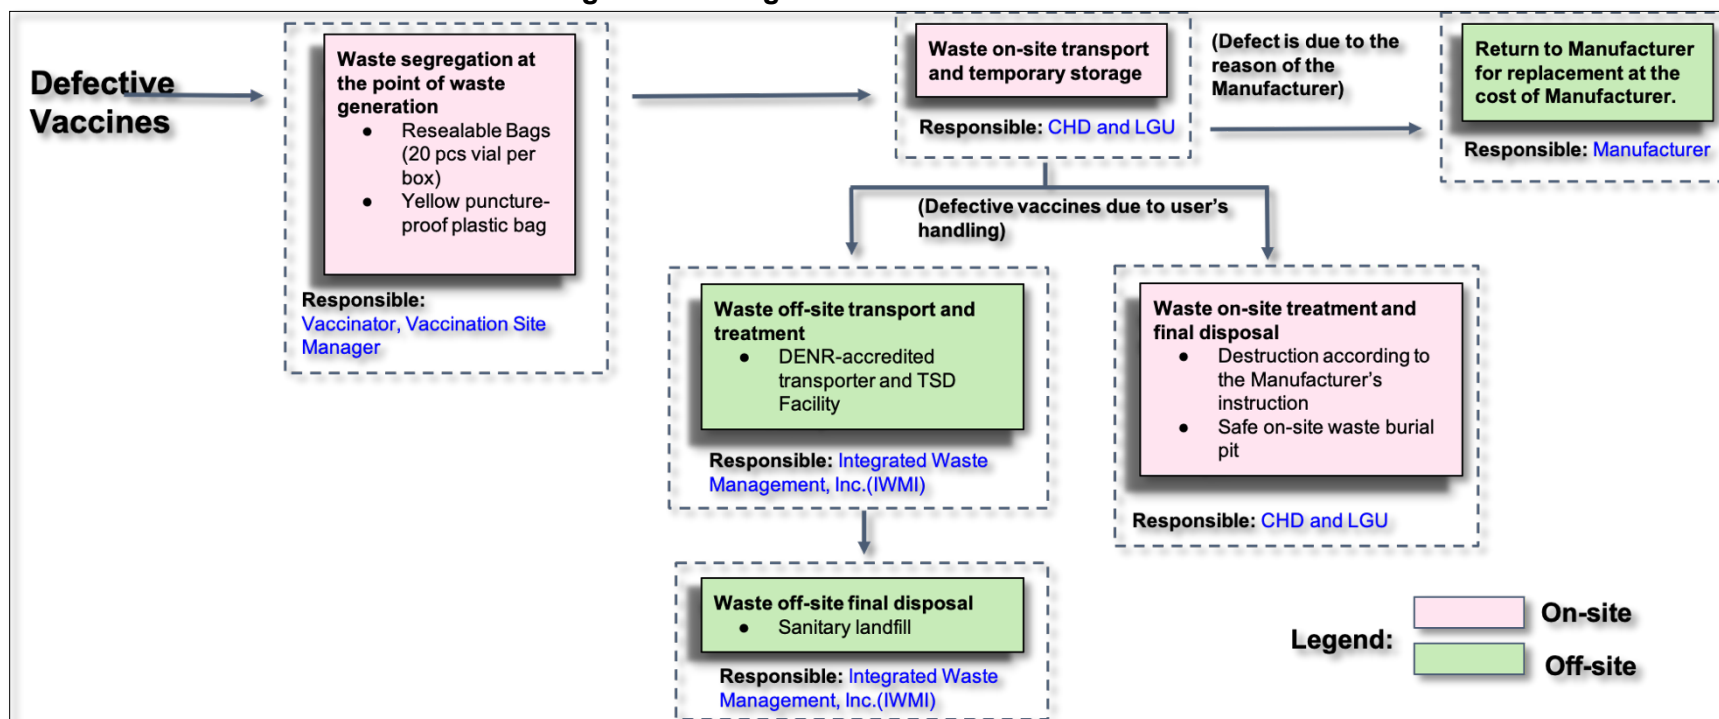 Defective
Vaccines
Waste segregation at
the point of waste
generation
● Resealable Bags
(20 pcs vial per
box)
● Yellow puncture-
proof plastic bag
Responsible:
Vaccinator, Vaccination Site
Manager
Waste on-site transport
and temporary storage
Responsible: CHD and LGU
(Defect is due to the
reason of the
Manufacturer)
Return to Manufacturer
for replacement at the
cost of Manufacturer.
Responsible: Manufacturer
(Defective vaccines due to user's
handling)
Waste off-site transport and
treatment
● DENR-accredited
transporter and TSD
Facility
Responsible: Integrated Waste
Management, Inc.(IWMI)
Waste on-site treatment and
final disposal
● Destruction according to
the Manufacturer's
instruction
● Safe on-site waste burial
pit
Responsible: CHD and LGU
Waste off-site final disposal
● Sanitary landfill
Responsible: Integrated Waste
Management, Inc.(IWMI)
Legend:
On-site
Off-site